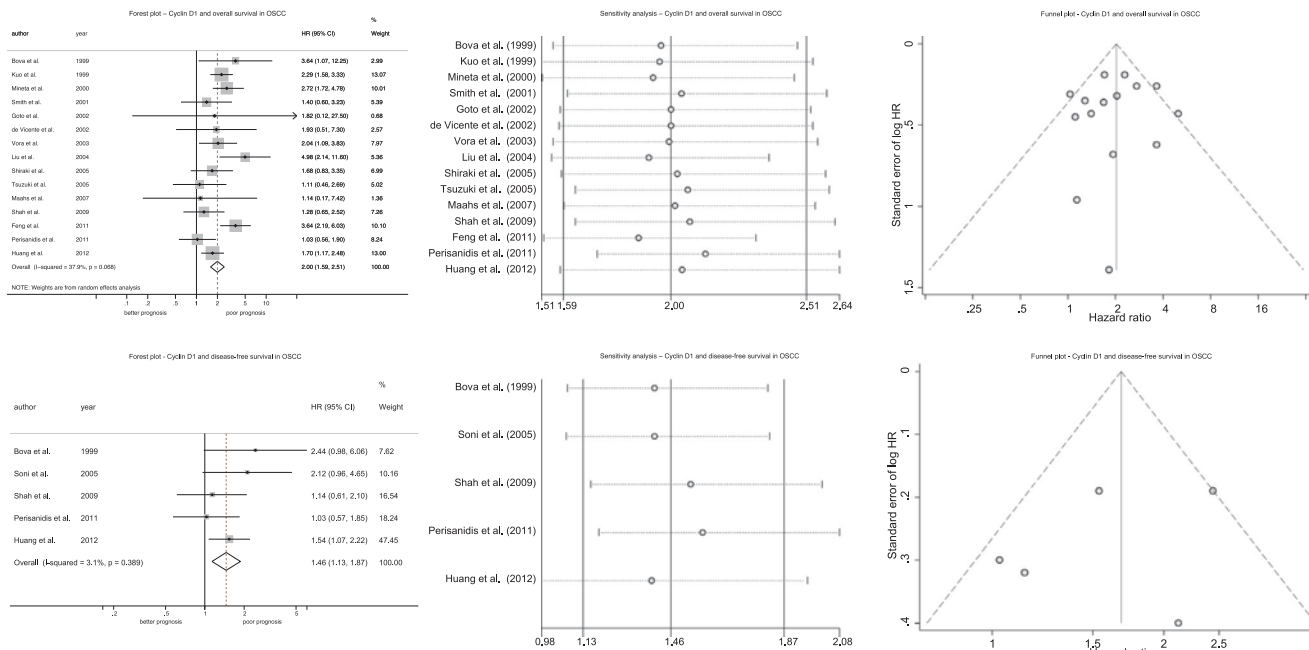 Forest plot – Cyclin D1 and overall survival in OSCC
%
author year HR (95% CI) Weight
Bova et al. 1999 3.64 (1.07, 12.25) 2.99
Kuo et al. 1999 2.29 (1.58, 3.33) 13.07
Mineta et al. 2000 2.72 (1.72, 4.78) 10.01
Smith et al. 2001 1.40 (0.60, 3.23) 5.39
Goto et al. 2002 1.82 (0.12, 27.50) 0.68
de Vicente et al. 2002 1.93 (0.51, 7.30) 2.57
Vora et al. 2003 2.04 (1.09, 3.83) 7.97
Liu et al. 2004 4.98 (2.14, 11.60) 5.36
Shiraki et al. 2005 1.68 (0.83, 3.35) 6.99
Tsuzuki et al. 2005 1.11 (0.46, 2.69) 5.02
Maahs et al. 2007 1.14 (0.17, 7.42) 1.36
Shah et al. 2009 1.28 (0.65, 2.52) 7.26
Feng et al. 2011 3.64 (2.19, 6.03) 10.10
Perisanidis et al. 2011 1.03 (0.56, 1.90) 8.24
Huang et al. 2012 1.70 (1.17, 2.48) 13.00
Overall (I-squared = 37.9%, p = 0.068) 2.00 (1.59, 2.51) 100.00
NOTE: Weights are from random effects analysis
.1 .2 .5 1 2 5 10
better prognosis poor prognosis
Sensitivity analysis – Cyclin D1 and overall survival in OSCC
Bova et al. (1999)
Kuo et al. (1999)
Mineta et al. (2000)
Smith et al. (2001)
Goto et al. (2002)
de Vicente et al. (2002)
Vora et al. (2003)
Liu et al. (2004)
Shiraki et al. (2005)
Tsuzuki et al. (2005)
Maahs et al. (2007)
Shah et al. (2009)
Feng et al. (2011)
Perisanidis et al. (2011)
Huang et al. (2012)
1.51 1.59 2.00 2.51 2.64
Funnel plot - Cyclin D1 and overall survival in OSCC
Standard error of log HR
0
.5
1
1.5
.25 .5 1 2 4 8 16
Hazard ratio
Forest plot - Cyclin D1 and disease-free survival in OSCC
%
author year HR (95% CI) Weight
Bova et al. 1999 2.44 (0.98, 6.06) 7.62
Soni et al. 2005 2.12 (0.96, 4.65) 10.16
Shah et al. 2009 1.14 (0.61, 2.10) 16,54
Perisanidis et al. 2011 1.03 (0.57, 1.85) 18.24
Huang et al. 2012 1.54 (1.07, 2.22) 47.45
Overall (I-squared = 3.1%, p = 0.389) 1.46 (1.13, 1.87) 100.00
.2 1 2 5
better prognosis poor prognosis
Sensitivity analysis – Cyclin D1 and disease-free survival in OSCC
Bova et al. (1999)
Soni et al. (2005)
Shah et al. (2009)
Perisanidis et al. (2011)
Huang et al. (2012)
0.98 1.13 1.46 1.87 2.08
Funnel plot - Cyclin D1 and disease-free survival in OSCC
Standard error of log HR
0
.1
.2
.3
.4
1 1.5 2 2.5